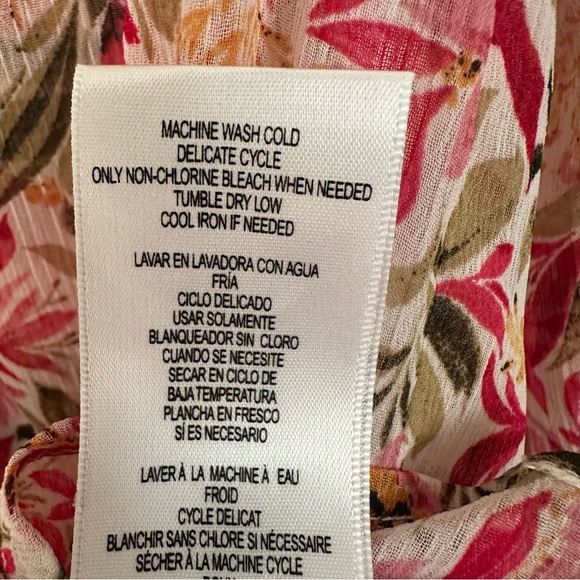 MACHINE WASH COLD
DELICATE CYCLE
ONLY NON-CHLORINE BLEACH WHEN NEEDED
TUMBLE DRY LOW
COOL IRON IF NEEDED
LAVAR EN LAVADORA CON AGUA
FRÍA
CICLO DELICADO
USAR SOLAMENTE
BLANQUEADOR SIN CLORO
CUANDO SE NECESITE
SECAR EN CICLO DE
BAJA TEMPERATURA
PLANCHA EN FRESCO
SÍ ES NECESARIO
LAVER À LA MACHINE À EAU
FROID
CYCLE DELICAT
BLANCHIR SANS CHLORE SI NÉCESSAIRE
SÉCHER À LA MACHINE CYCLE